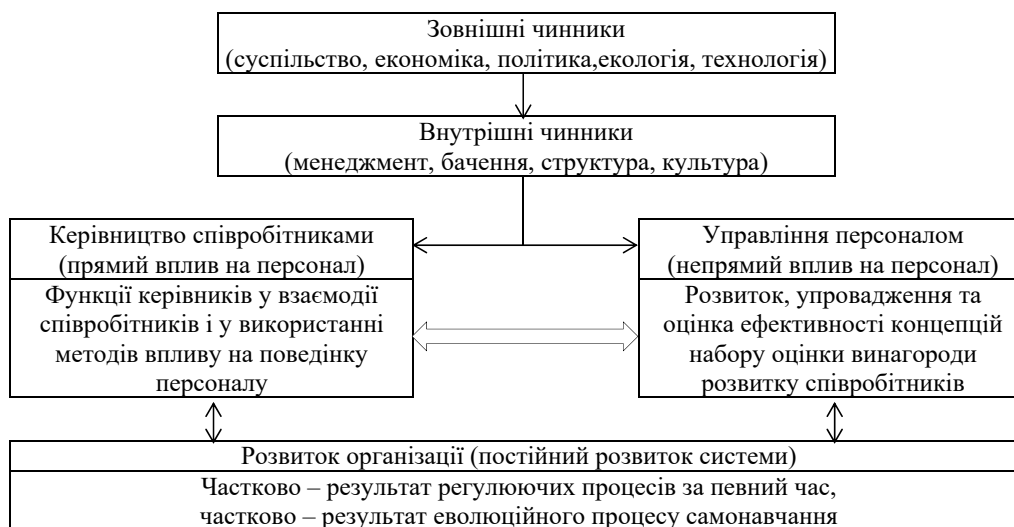 Зовнішні чинники
(суспільство, економіка, політика,екологія, технологія)
Внутрішні чинники
(менеджмент, бачення, структура, культура)
Керівництво співробітниками
(прямий вплив на персонал)
Функції керівників у взаємодії
співробітників і у використанні
методів впливу на поведінку
персоналу
Управління персоналом
(непрямий вплив на персонал)
Розвиток, упровадження та
оцінка ефективності концепцій
набору оцінки винагороди
розвитку співробітників
Розвиток організації (постійний розвиток системи)
Частково – результат регулюючих процесів за певний час,
частково – результат еволюційного процесу самонавчання